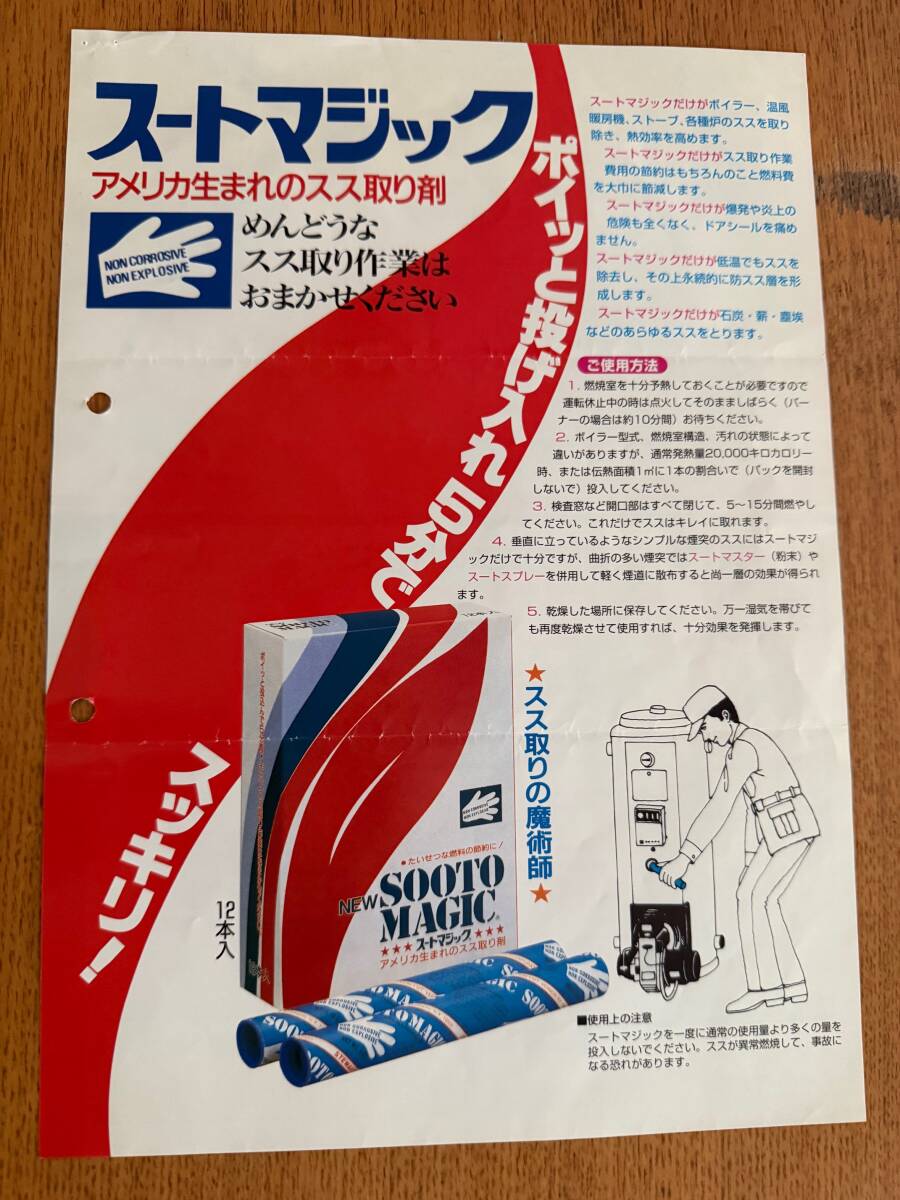 スートマジック
アメリカ生まれのスス取り剤
NON CORROSIVE
NON EXPLOSIVE
めんどうな
スス取り作業は
おまかせください
ポイッと投げ入れ5分で
スッキリ!
スートマジックだけがボイラー、温風
暖房機、ストーブ、各種炉のススを取り
除き、熱効率を高めます。
スートマジックだけがスス取り作業
費用の節約はもちろんのこと燃料費
を大巾に節減します。
スートマジックだけが爆発や炎上の
危険も全くなく、ドアシールを痛め
ません。
スートマジックだけが低温でもススを
除去し、その上永続的に防スス層を形
成します。
スートマジックだけが石炭・薪・塵埃
などのあらゆるススをとります。
ご使用方法
1. 燃焼室を十分予熱しておくことが必要ですので
運転休止中の時は点火してそのまましばらく(バー
ナーの場合は約10分間)お待ちください。
2. ボイラー型式、燃焼室構造、汚れの状態によって
違いがありますが、通常発熱量20,000キロカロリー
時、または伝熱面積1㎡に1本の割合いで(パックを開封
しないで)投入してください。
3. 検査窓など開口部はすべて閉じて、5〜15分間燃やし
てください。これだけでススはキレイに取れます。
4. 垂直に立っているようなシンプルな煙突のススにはスートマジ
ックだけで十分ですが、曲折の多い煙突ではスートマスター(粉末)や
スートスプレーを併用して軽く煙道に散布すると尚一層の効果が得られ
ます。
5. 乾燥した場所に保存してください。万一湿気を帯びて
も再度乾燥させて使用すれば、十分効果を発揮します。
★スス取りの魔術師★
NON CORROSIVE
NON EXPLOSIVE
●たいせつな燃料の節約に!
NEW SOOTO
MAGIC
★★★スートマジック★★★
アメリカ生まれのスス取り剤
12本入
NON CORROSIVE
NON EXPLOSIVE
■使用上の注意
スートマジックを一度に通常の使用量より多くの量を
投入しないでください。ススが異常燃焼して、事故に
なる恐れがあります。